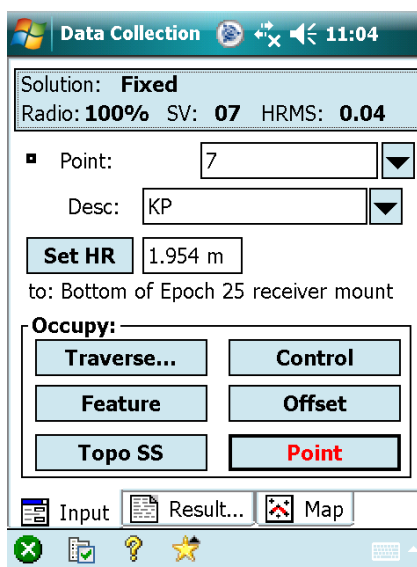 Data Collection 11:04
Solution: Fixed
Radio: 100% SV: 07 HRMS: 0.04
Point: 7
Desc: KP
Set HR 1.954 m
to: Bottom of Epoch 25 receiver mount
Occupy:
Traverse... Control
Feature Offset
Topo SS Point
Input Result... Map